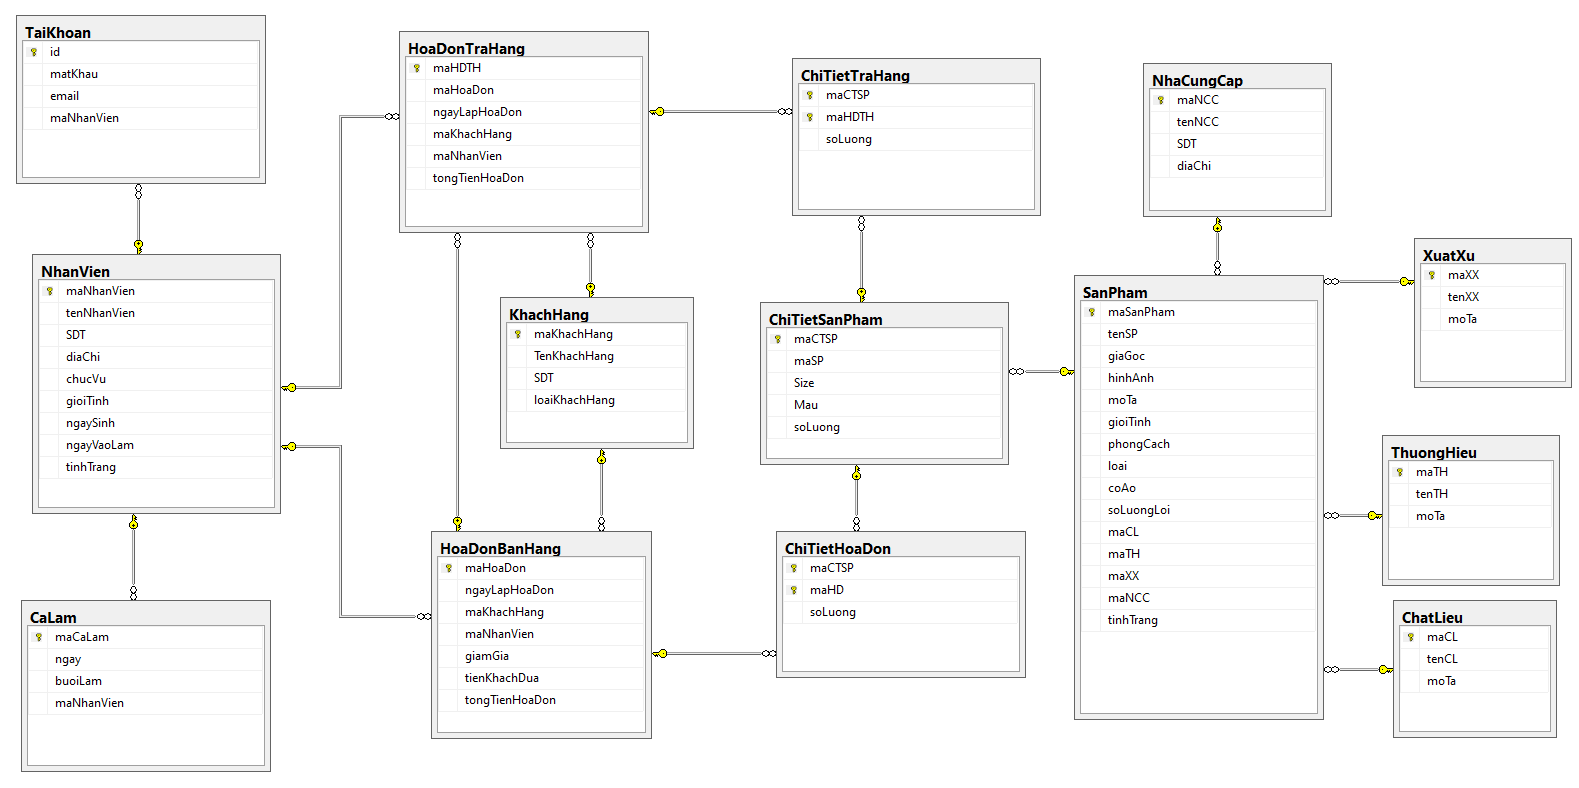 TaiKhoan
id
matKhau
email
maNhanVien
HoaDonTraHang
maHDTH
maHoaDon
ngayLapHoaDon
maKhachHang
maNhanVien
tongTienHoaDon
ChiTietTraHang
maCTSP
maHDTH
soLuong
NhaCungCap
maNCC
tenNCC
SDT
diaChi
NhanVien
maNhanVien
tenNhanVien
SDT
diaChi
chucVu
gioiTinh
ngaySinh
ngayVaoLam
tinhTrang
KhachHang
maKhachHang
TenKhachHang
SDT
loaiKhachHang
ChiTietSanPham
maCTSP
maSP
Size
Mau
soLuong
SanPham
maSanPham
tenSP
giaGoc
hinhAnh
moTa
gioiTinh
phongCach
loai
coAo
soLuongLoi
maCL
maTH
maXX
maNCC
tinhTrang
XuatXu
maXX
tenXX
moTa
ThuongHieu
maTH
tenTH
moTa
CaLam
maCaLam
ngay
buoiLam
maNhanVien
HoaDonBanHang
maHoaDon
ngayLapHoaDon
maKhachHang
maNhanVien
giamGia
tienKhachDua
tongTienHoaDon
ChiTietHoaDon
maCTSP
maHD
soLuong
ChatLieu
maCL
tenCL
moTa